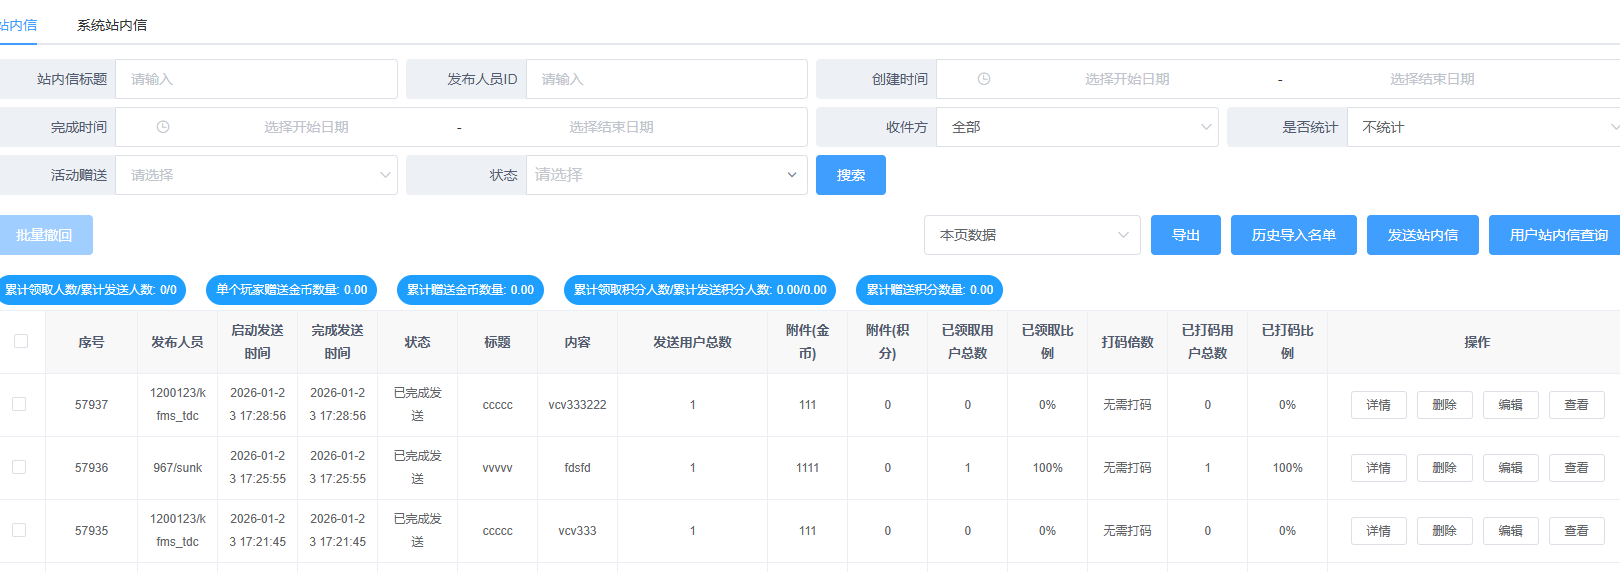 站内信 系统站内信
站内信标题 请输入 发布人员ID 请输入 创建时间 选择开始日期 - 选择结束日期
完成时间 选择开始日期 - 选择结束日期 收件方 全部 是否统计 不统计
活动赠送 请选择 状态 请选择 搜索
批量撤回 本页数据 导出 历史导入名单 发送站内信 用户站内信查询
累计领取人数/累计发送人数: 0/0 单个玩家赠送金币数量: 0.00 累计赠送金币数量: 0.00 累计领取积分人数/累计发送积分人数: 0.00/0.00 累计赠送积分数量: 0.00
序号 发布人员 启动发送时间 完成发送时间 状态 标题 内容 发送用户总数 附件(金币) 附件(积分) 已领取用户总数 已领取比例 打码倍数 已打码用户总数 已打码比例 操作
57937 1200123/kfms_tdc 2026-01-23 17:28:56 2026-01-23 17:28:56 已完成发送 ccccc vcv333222 1 111 0 0 0% 无需打码 0 0% 详情 删除 编辑 查看
57936 967/sunk 2026-01-23 17:25:55 2026-01-23 17:25:55 已完成发送 vvvvv fdsfd 1 1111 0 1 100% 无需打码 1 100% 详情 删除 编辑 查看
57935 1200123/kfms_tdc 2026-01-23 17:21:45 2026-01-23 17:21:45 已完成发送 ccccc vcv333 1 111 0 0 0% 无需打码 0 0% 详情 删除 编辑 查看